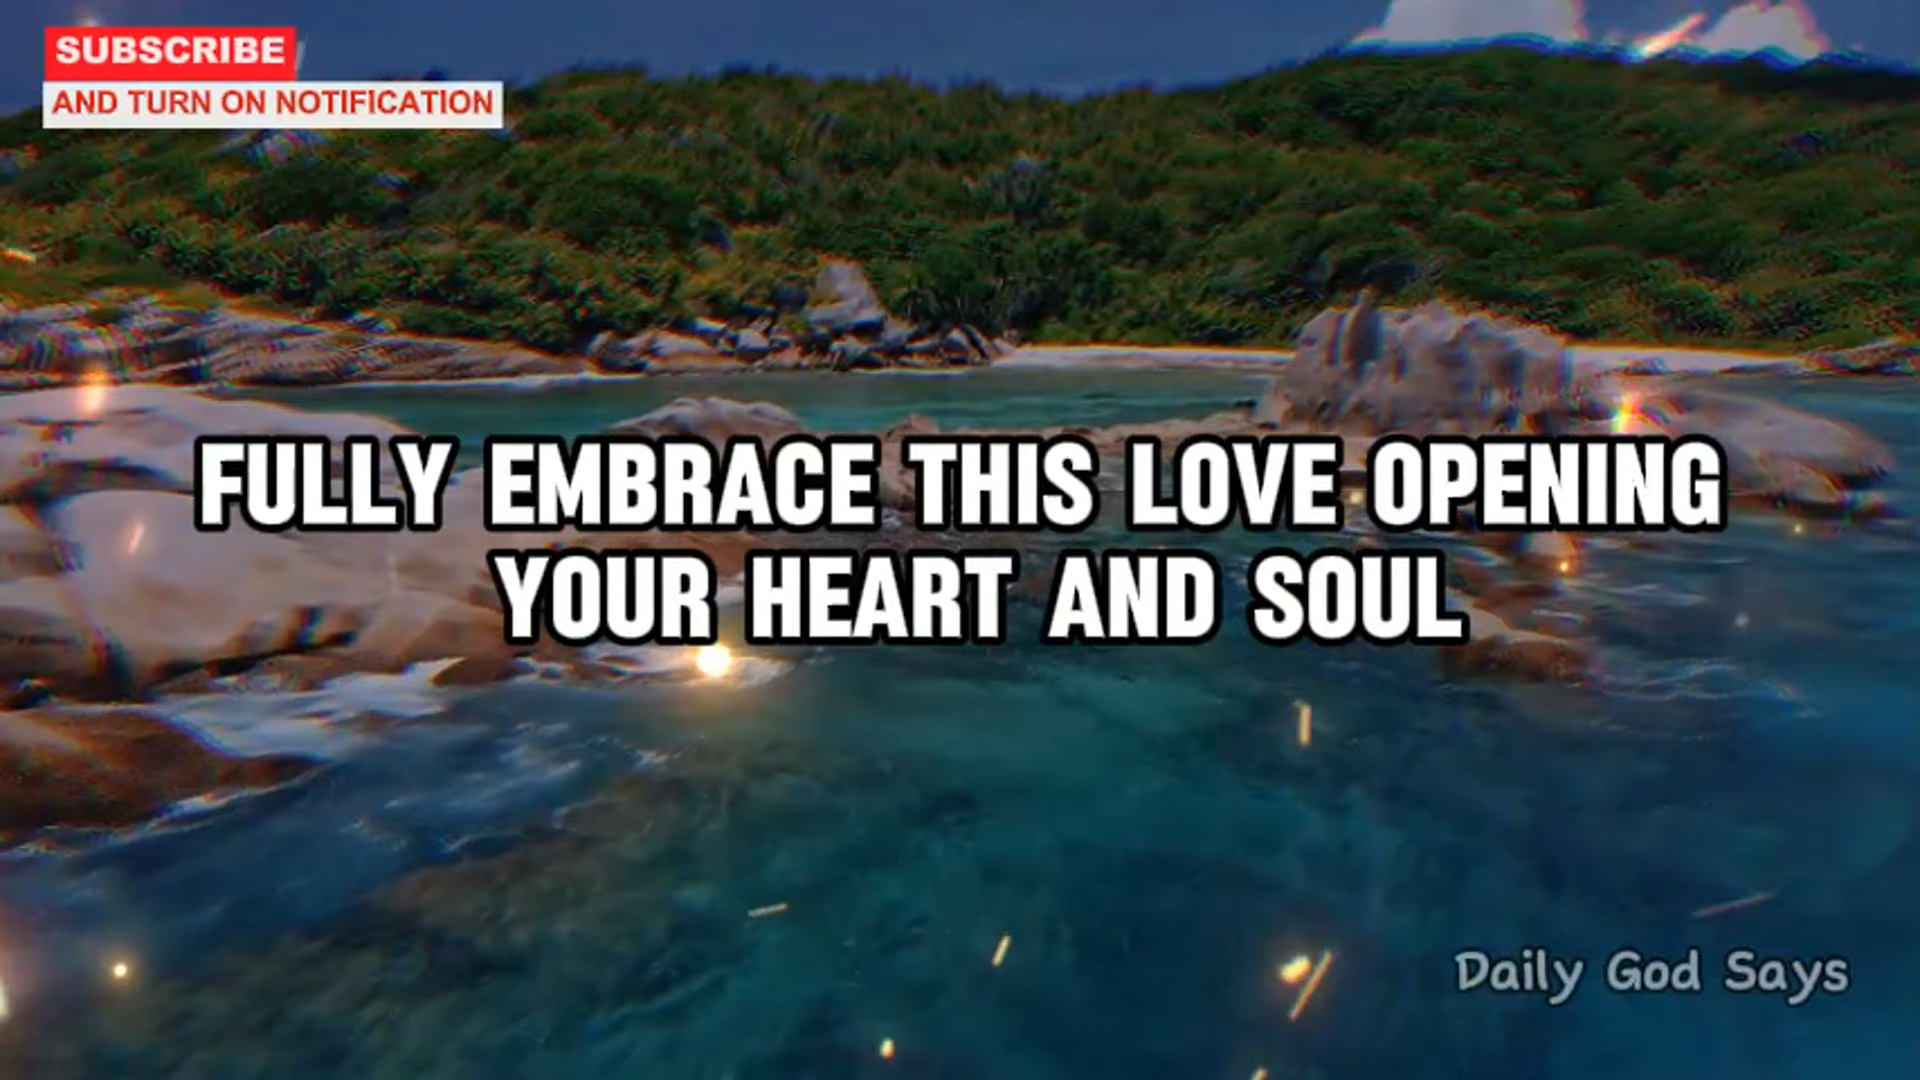 SUBSCRIBE
AND TURN ON NOTIFICATION
FULLY EMBRACE THIS LOVE OPENING
YOUR HEART AND SOUL
Daily God Says